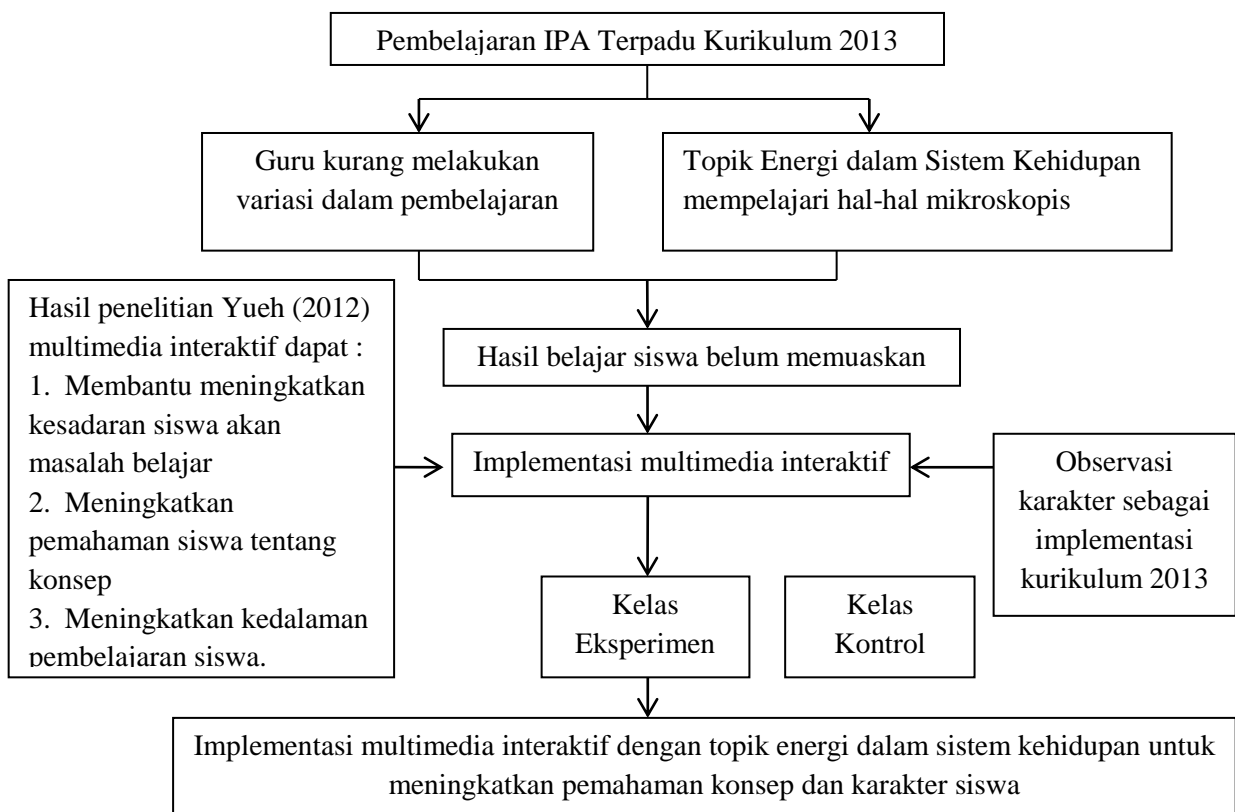 Pembelajaran IPA Terpadu Kurikulum 2013
Guru kurang melakukan
variasi dalam pembelajaran
Topik Energi dalam Sistem Kehidupan
mempelajari hal-hal mikroskopis
Hasil penelitian Yueh (2012)
multimedia interaktif dapat :
1. Membantu meningkatkan
kesadaran siswa akan
masalah belajar
2. Meningkatkan
pemahaman siswa tentang
konsep
3. Meningkatkan kedalaman
pembelajaran siswa.
Hasil belajar siswa belum memuaskan
Implementasi multimedia interaktif
Observasi
karakter sebagai
implementasi
kurikulum 2013
Kelas
Eksperimen
Kelas
Kontrol
Implementasi multimedia interaktif dengan topik energi dalam sistem kehidupan untuk
meningkatkan pemahaman konsep dan karakter siswa